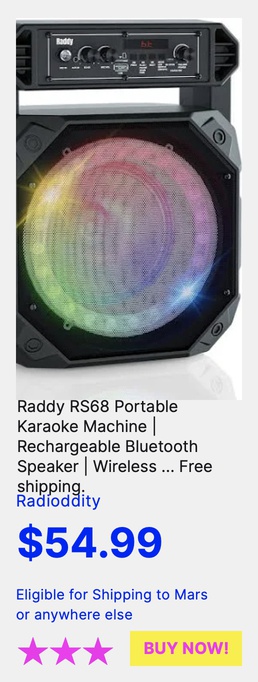 Raddy
Raddy RS68 Portable
Karaoke Machine |
Rechargeable Bluetooth
Speaker | Wireless ... Free
shipping.
Radioddity
$54.99
Eligible for Shipping to Mars
or anywhere else
BUY NOW!